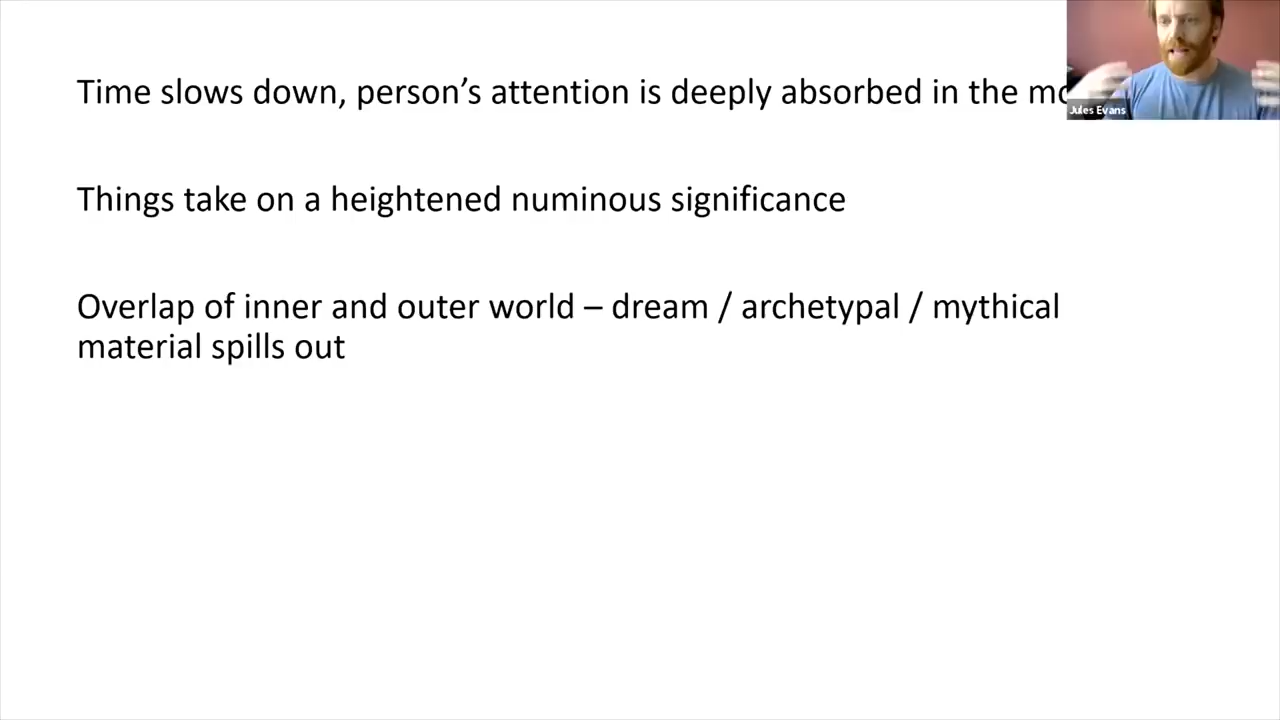 Time slows down, person’s attention is deeply absorbed in the
Jules Evans
Things take on a heightened numinous significance
Overlap of inner and outer world – dream / archetypal / mythical
material spills out